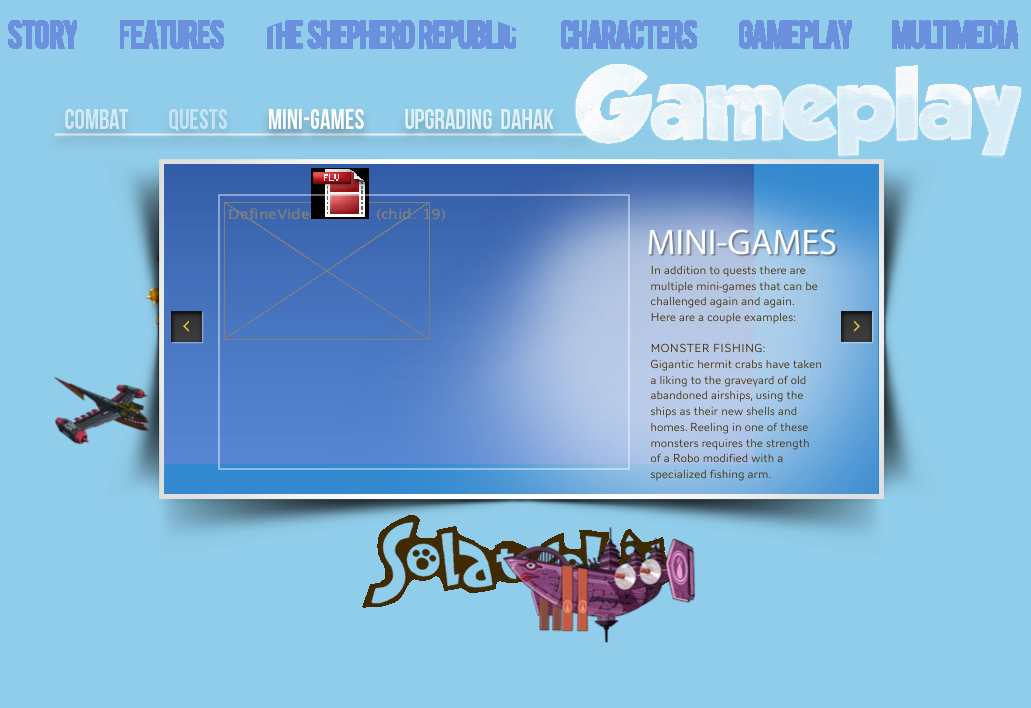 STORY FEATURES THE SHEPHERD REPUBLIC CHARACTERS GAMEPLAY MULTIMEDIA
Gameplay
COMBAT QUESTS MINI-GAMES UPGRADING DAHAK
FLV
DefineVide (chid: 19)
MINI-GAMES
In addition to quests there are
multiple mini-games that can be
challenged again and again.
Here are a couple examples:
MONSTER FISHING:
Gigantic hermit crabs have taken
a liking to the graveyard of old
abandoned airships, using the
ships as their new shells and
homes. Reeling in one of these
monsters requires the strength
of a Robo modified with a
specialized fishing arm.